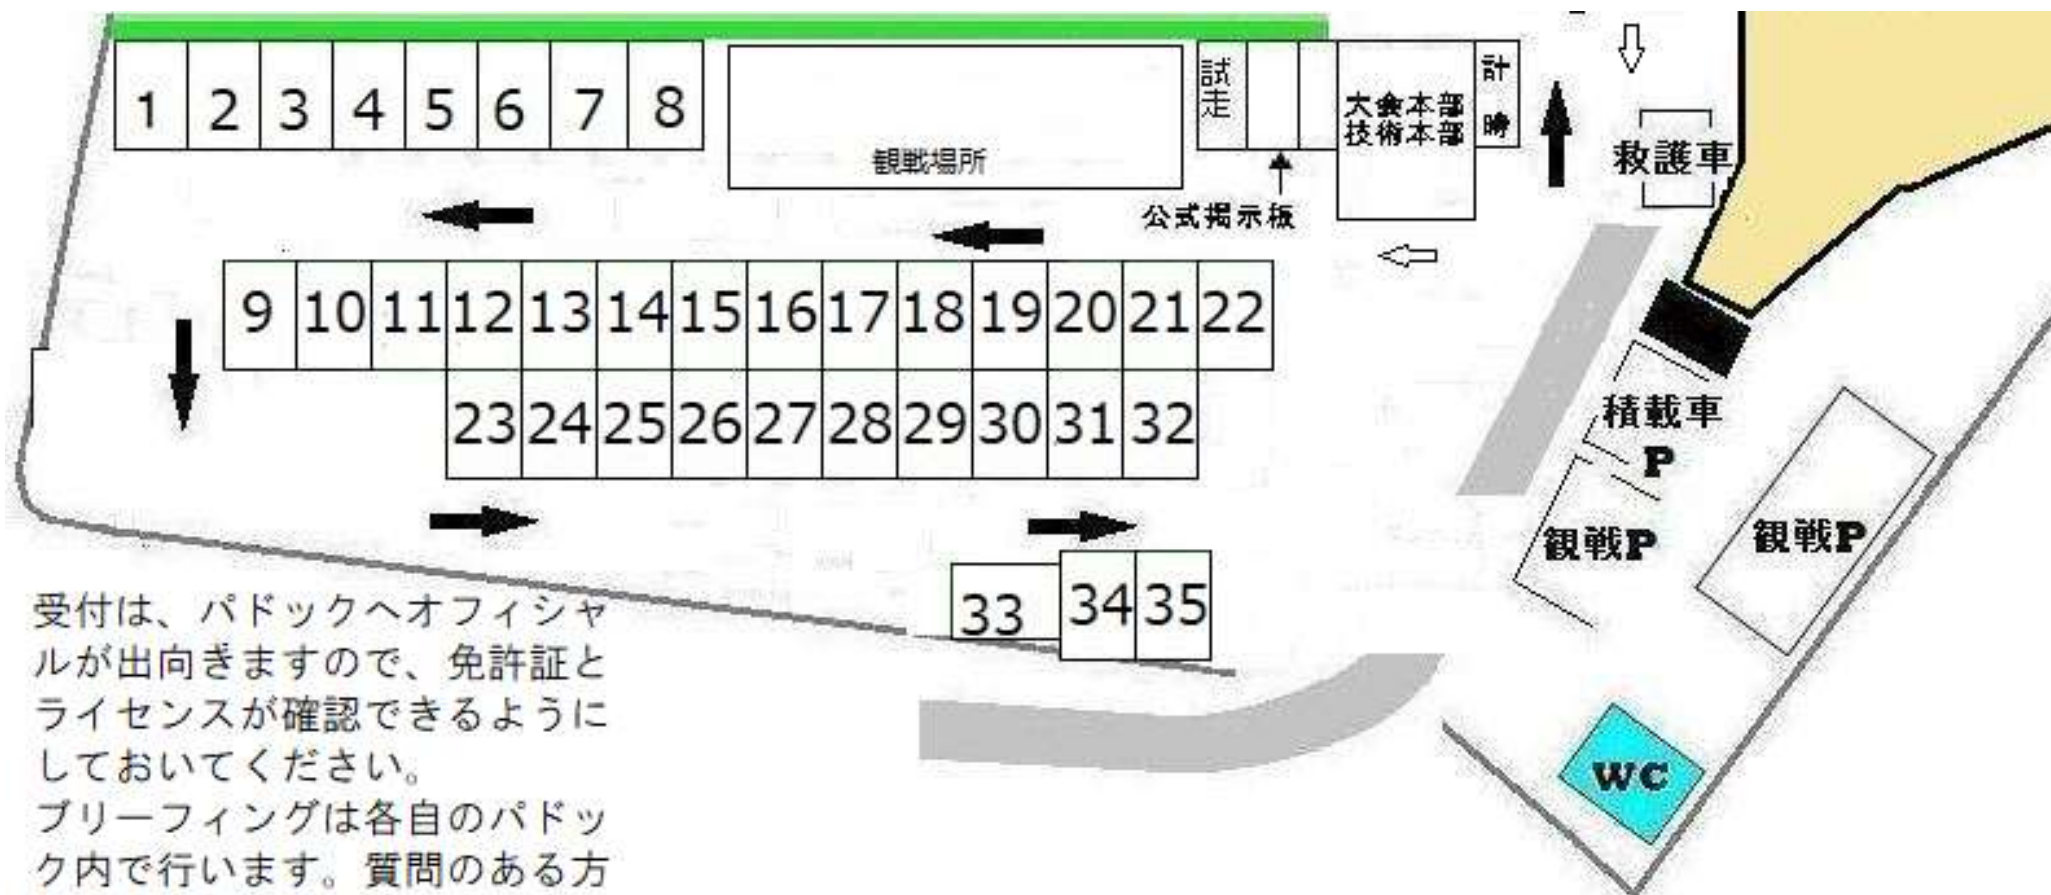 1 2 3 4 5 6 7 8
観戦場所
試走
大会本部
技術本部
計時
救護車
公式掲示板
9 10 11 12 13 14 15 16 17 18 19 20 21 22
23 24 25 26 27 28 29 30 31 32
積載車
P
観戦P
観戦P
33 34 35
WC
受付は、パドックへオフィシャ
ルが出向きますので、免許証と
ライセンスが確認できるように
しておいてください。
ブリーフィングは各自のパドッ
ク内で行います。質問のある方